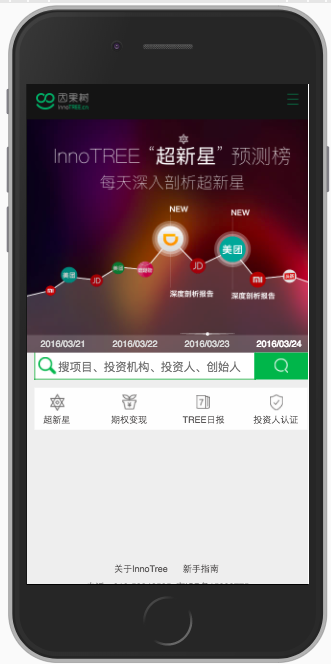 因果树
InnoTREE.cn
InnoTREE “超新星” 预测榜
每天深入剖析超新星
NEW
NEW
美团
美团
JD
JD
mi
mi
深度剖析报告
深度剖析报告
2016/03/21
2016/03/22
2016/03/23
2016/03/24
搜项目、投资机构、投资人、创始人
7
超新星
期权变现
TREE日报
投资人认证
关于InnoTree
新手指南